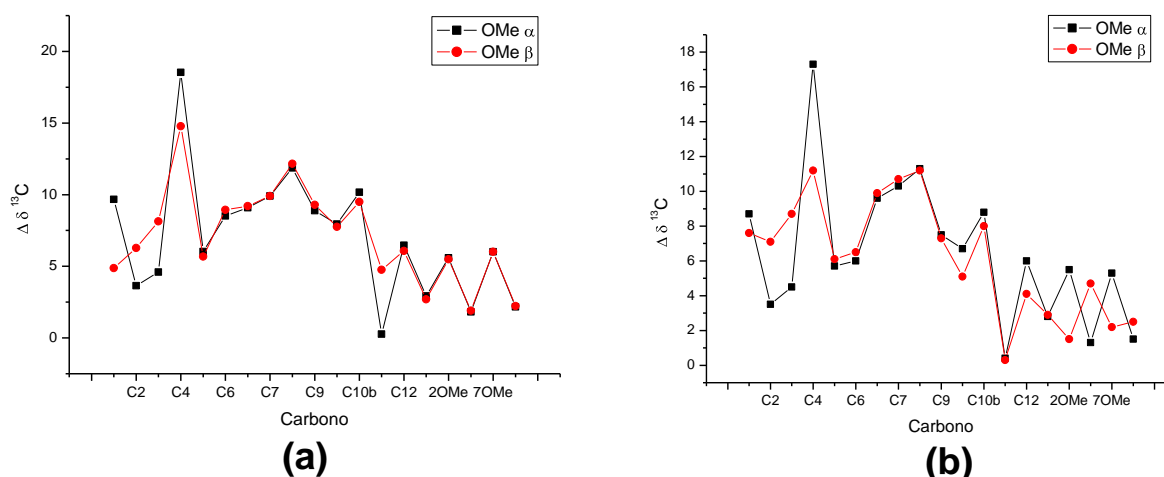 OMe α
OMe β
20
15
10
5
0
Δ δ ¹³C
C2 C4 C6 C7 C9 C10b C12 2OMe 7OMe
Carbono
(a)
OMe α
OMe β
18
16
14
12
10
8
6
4
2
0
Δ δ ¹³C
C2 C4 C6 C7 C9 C10b C12 2OMe 7OMe
Carbono
(b)